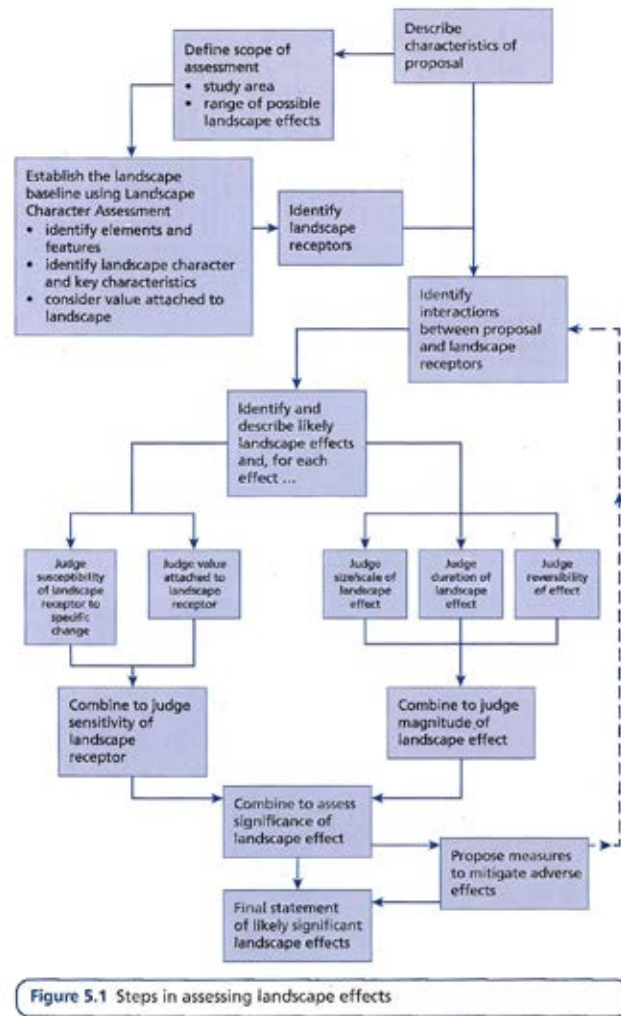 Describe
characteristics of
proposal
Define scope of
assessment
• study area
• range of possible
landscape effects
Establish the landscape
baseline using Landscape
Character Assessment
• identify elements and
features
• identify landscape character
and key characteristics
• consider value attached to
landscape
Identify
landscape
receptors
Identify
interactions
between proposal
and landscape
receptors
Identify and
describe likely
landscape effects
and, for each
effect ...
Judge
susceptibility
of landscape
receptor to
specific
change
Judge value
attached to
landscape
receptor
Judge
size/scale of
landscape
effect
Judge
duration of
landscape
effect
Judge
reversibility
of effect
Combine to judge
sensitivity of
landscape
receptor
Combine to judge
magnitude of
landscape effect
Combine to assess
significance of
landscape effect
Propose measures
to mitigate adverse
effects
Final statement
of likely significant
landscape effects
Figure 5.1 Steps in assessing landscape effects